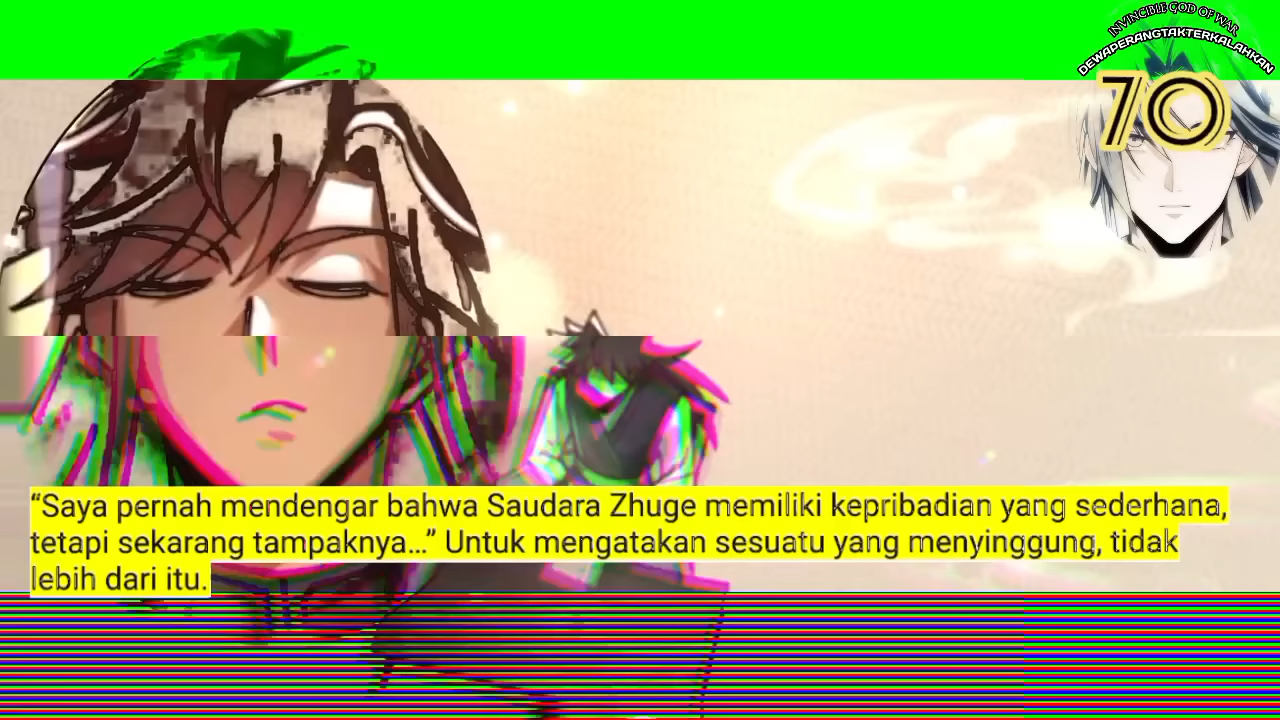 INVINCIBLE GOD OF WAR
DEWAPERANGTAKTERKALAHKAN
70
“Saya pernah mendengar bahwa Saudara Zhuge memiliki kepribadian yang sederhana,
tetapi sekarang tampaknya...” Untuk mengatakan sesuatu yang menyinggung, tidak
lebih dari itu.